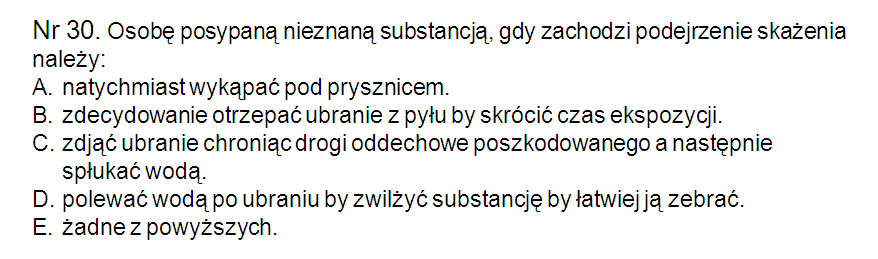 Nr 30. Osobę posypaną nieznaną substancją, gdy zachodzi podejrzenie skażenia
należy:
A. natychmiast wykąpać pod prysznicem.
B. zdecydowanie otrzepać ubranie z pyłu by skrócić czas ekspozycji.
C. zdjąć ubranie chroniąc drogi oddechowe poszkodowanego a następnie
spłukać wodą.
D. polewać wodą po ubraniu by zwilżyć substancję by łatwiej ją zebrać.
E. żadne z powyższych.